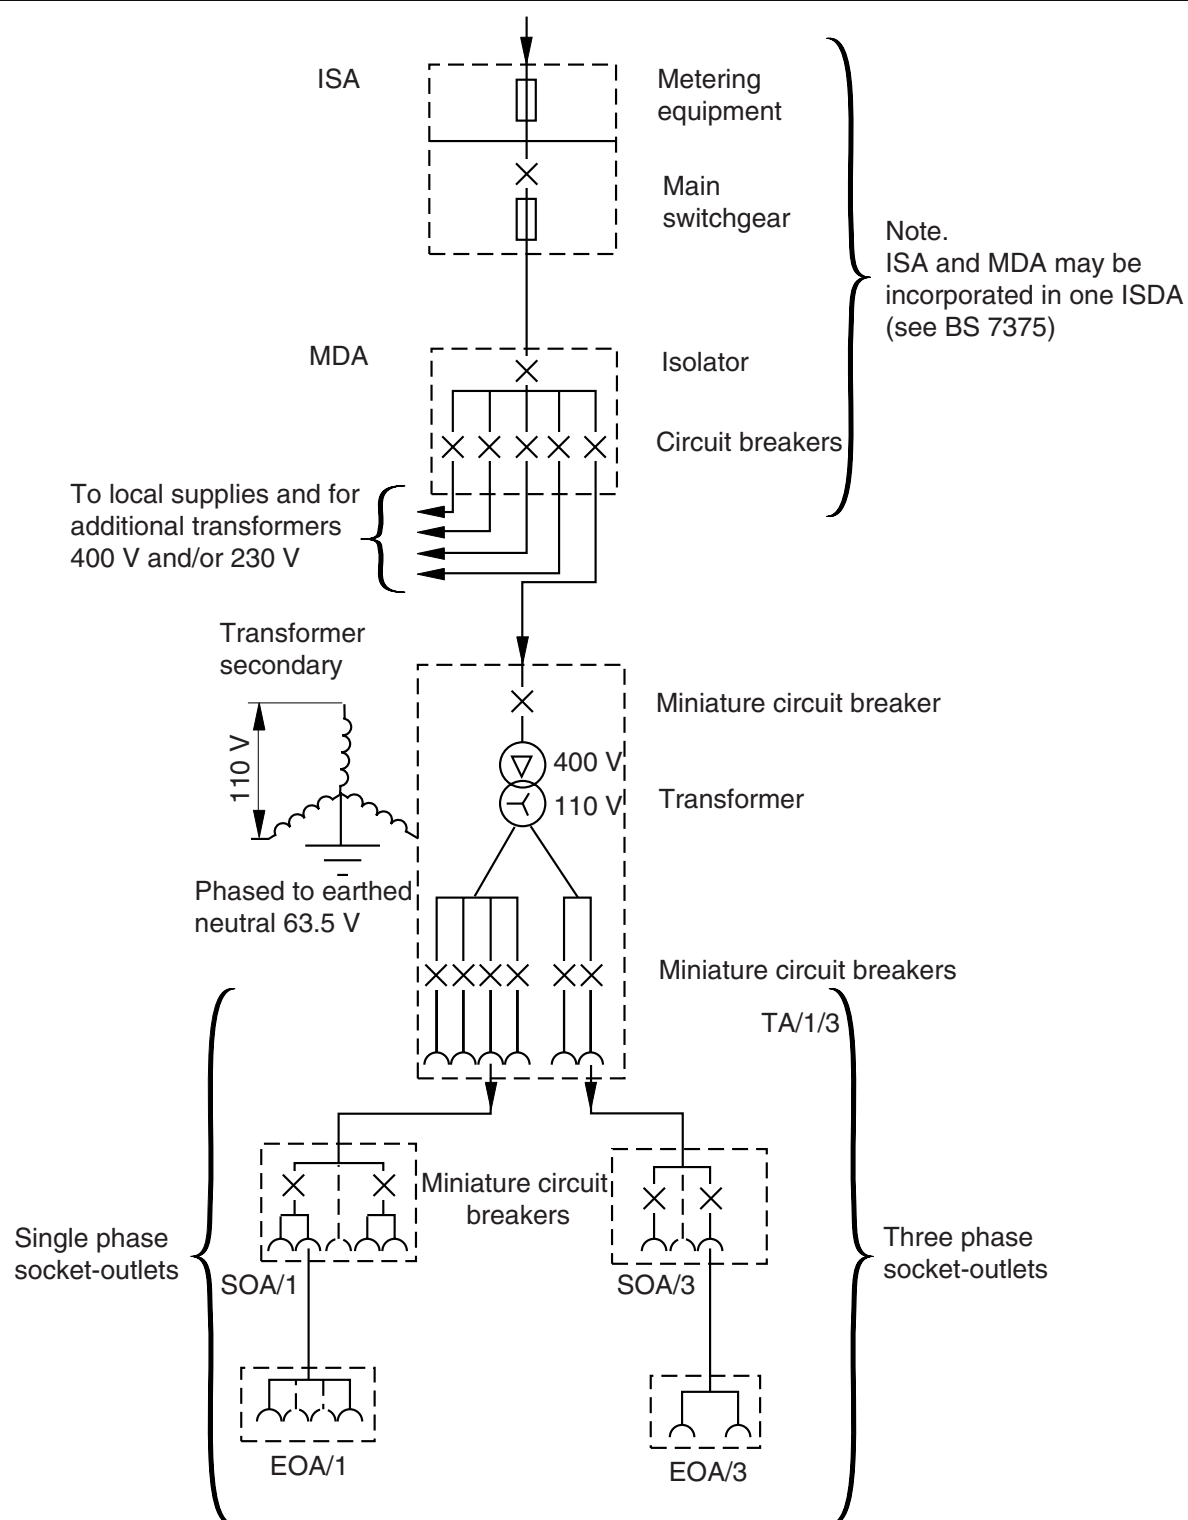 ISA
Metering
equipment
Main
switchgear
Note.
ISA and MDA may be
incorporated in one ISDA
(see BS 7375)
MDA
Isolator
Circuit breakers
To local supplies and for
additional transformers
400 V and/or 230 V
Transformer
secondary
110 V
Phased to earthed
neutral 63.5 V
Miniature circuit breaker
400 V
110 V
Transformer
Miniature circuit breakers
TA/1/3
Miniature circuit
breakers
Single phase
socket-outlets
SOA/1
SOA/3
Three phase
socket-outlets
EOA/1
EOA/3